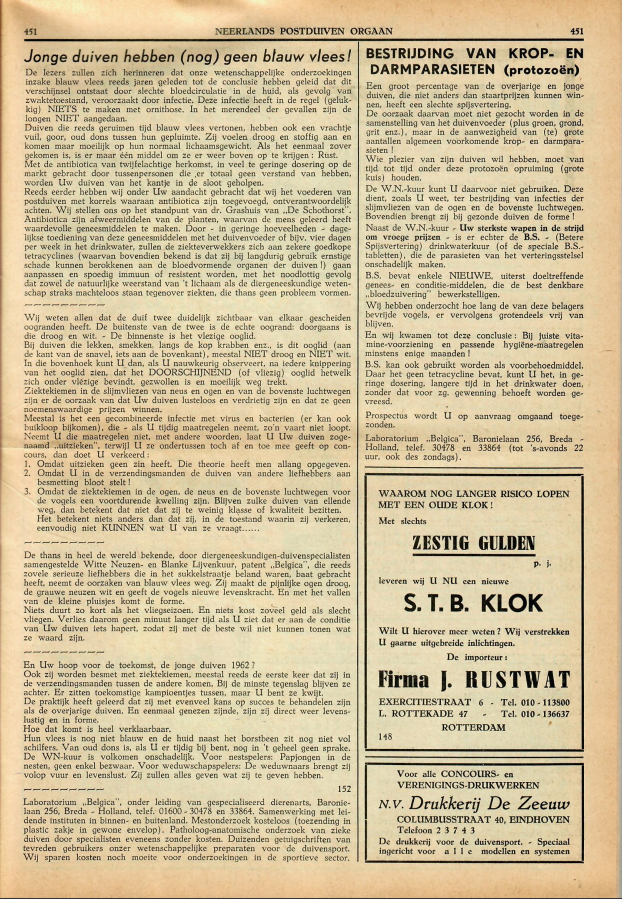 451 NEERLANDS POSTDUIVEN ORGAAN 451
Jonge duiven hebben (nog) geen blauw vlees!
De lezers zullen zich herinneren dat onze wetenschappelijke onderzoekingen
inzake blauw vlees reeds jaren geleden tot de conclusie hebben geleid dat dit
verschijnsel ontstaat door slechte bloedcirculatie in de huid, als gevolg van
zwaktetoestand, veroorzaakt door infectie. Deze infectie heeft in de regel (geluk-
kig) NIETS te maken met ornithose. In het merendeel der gevallen zijn de
longen NIET aangedaan.
Duiven die reeds geruimen tijd blauw vlees vertonen, hebben ook een vrachtje
vuil, goor, oud dons tussen hun gepluimte. Zij voelen droog en stoffig aan en
komen maar moeilijk op hun normaal lichaamsgewicht. Als het eenmaal zover
gekomen is, is er maar één middel om ze er weer boven op te krijgen: Rust.
Met de antibiotica van twijfelachtige herkomst, in veel te geringe dosering op de
markt gebracht door tussenpersonen die er totaal geen verstand van hebben,
worden Uw duiven van het kantje in de sloot geholpen.
Reeds eerder hebben wij onder Uw aandacht gebracht dat wij het voederen van
postduiven met korrels waaraan antibiotica zijn toegevoegd, ontverantwoordelijk
achten. Wij stellen ons op het standpunt van dr. Grashuis van „De Schothorst".
Antibiotica zijn afweermiddelen van de planten, waarvan de mens geleerd heeft
waardevolle geneesmiddelen te maken. Door - in geringe hoeveelheden - dage-
lijkse toediening van deze geneesmiddelen met het duivenvoeder of bijv. vier dagen
per week in het drinkwater, zullen de ziekteverwekkers zich aan zekere goedkope
tetracyclines (waarvan bovendien bekend is dat zij bij langdurig gebruik ernstige
schade kunnen berokkenen aan de bloedvormende organen der duiven!) gaan
aanpassen en spoedig immuun of resistent worden, met het noodlottig gevolg
dat zowel de natuurlijke weerstand van 't lichaam als de diergeneeskundige weten-
schap straks machteloos staan tegenover ziekten, die thans geen probleem vormen.
Wij weten allen dat de duif twee duidelijk zichtbaar van elkaar gescheiden
oogranden heeft. De buitenste van de twee is de echte oogrand: doorgaans is
die droog en wit. - De binnenste is het vliezige ooglid.
Bij duiven die lekken, smekken, langs de kop krabben enz., is dit ooglid (aan
de kant van de snavel, iets aan de bovenkant), meestal NIET droog en NIET wit.
In die bovenhoek kunt U dan, als U nauwkeurig observeert, na iedere knippering
van het ooglid zien, dat het DOORSCHIJNEND (of vliezig) ooglid hetwelk
zich onder vlezige bevindt, gezwollen is en moeilijk weg trekt.
Ziektekiemen in de slijmvliezen van neus en ogen en van de bovenste luchtwegen
zijn er de oorzaak van dat Uw duiven lusteloos en verdrietig zijn en dat ze geen
noemenswaardige prijzen winnen.
Meestal is het een gecombineerde infectie met virus en bacterien (er kan ook
buikloop bijkomen), die - als U tijdig maatregelen neemt, zo'n vaart niet loopt.
Neemt U die maatregelen niet, met andere woorden, laat U Uw duiven zoge-
naamd „uitzieken", terwijl U ze ondertussen toch af en toe mee geeft op con-
cours, dan doet U verkeerd:
1. Omdat uitzieken geen zin heeft. Die theorie heeft men allang opgegeven.
2. Omdat U in de verzendingsmanden de duiven van andere liefhebbers aan
besmetting bloot stelt!
3. Omdat de ziektekiemen in de ogen, de neus en de bovenste luchtwegen voor
de vogels een voortdurende kwelling zijn. Blijven zulke duiven van ellende
weg, dan betekent dat niet dat zij te weinig klasse of kwaliteit bezitten.
Het betekent niets anders dan dat zij, in de toestand waarin zij verkeren,
eenvoudig niet KUNNEN wat U van ze vraagt......
De thans in heel de wereld bekende, door diergeneeskundigen-duivenspecialisten
samengestelde Witte Neuzen- en Blanke Lijvenkuur, patent „Belgica", die reeds
zovele serieuze liefhebbers die in het sukkelstraatje beland waren, baat gebracht
heeft, neemt de oorzaken van blauw vlees weg. Zij maakt de pijnlijke ogen droog,
de grauwe neuzen wit en geeft de vogels nieuwe levenskracht. En met het vallen
van de kleine pluisjes komt de forme.
Niets duurt zo kort als het vliegseizoen. En niets kost zoveel geld als slecht
vliegen. Verlies daarom geen minuut langer tijd als U ziet dat er aan de conditie
van Uw duiven iets hapert, zodat zij met de beste wil niet kunnen tonen wat
ze waard zijn.
En Uw hoop voor de toekomst, de jonge duiven 1962?
Ook zij worden besmet met ziektekiemen, meestal reeds de eerste keer dat zij in
de verzendingsmanden tussen de andere komen. Bij de minste tegenslag blijven ze
achter. Er zitten toekomstige kampioentjes tussen, maar U bent ze kwijt.
De praktijk heeft geleerd dat zij met evenveel kans op succes te behandelen zijn
als de overjarige duiven. En eenmaal genezen zijnde, zijn zij direct weer levens-
lustig en in forme.
Hoe dat komt is heel verklaarbaar.
Hun vlees is nog niet blauw en de huid naast het borstbeen zit nog niet vol
schilfers. Van oud dons is, als U er tijdig bij bent, nog in 't geheel geen sprake.
De WN-kuur is volkomen onschadelijk. Voor nestspelers: Papjongen in de
nesten, geen enkel bezwaar. Voor weduwschapspelers: De weduwnaars brengt zij
volop vuur en levenslust. Zij zullen alles geven wat zij te geven hebben.
152
Laboratorium „Belgica", onder leiding van gespecialiseerd dierenarts, Baronie-
laan 256, Breda - Holland, telef. 01600 - 30478 en 33864. Samenwerking met lei-
dende instituten in binnen- en buitenland. Mestonderzoek kosteloos (toezending in
plastic zakje in gewone envelop). Patholoog-anatomische onderzoek van zieke
duiven door specialisten eveneens zonder kosten. Duizenden getuigschriften van
tevreden gebruikers onzer wetenschappelijke preparaten voor de duivensport.
Wij sparen kosten noch moeite voor onderzoekingen in de sportieve sector.
BESTRIJDING VAN KROP- EN
DARMPARASIETEN (protozoën)
Een groot percentage van de overjarige en jonge
duiven, die niet anders dan staartprijzen kunnen win-
nen, heeft een slechte spijsvertering.
De oorzaak daarvan moet niet gezocht worden in de
samenstelling van het duivenvoeder (plus groen, grond,
grit enz.), maar in de aanwezigheid van (te) grote
aantallen algemeen voorkomende krop- en darmpara-
sieten!
Wie plezier van zijn duiven wil hebben, moet van
tijd tot tijd onder deze protozoën opruiming (grote
kuis) houden.
De W.N.-kuur kunt U daarvoor niet gebruiken. Deze
dient, zoals U weet, ter bestrijding van infecties der
slijmvliezen van de ogen en de bovenste luchtwegen.
Bovendien brengt zij bij gezonde duiven de forme!
Naast de W.N.-kuur - Uw sterkste wapen in de strijd
om vroege prijzen - is er echter de B.S. - (Betere
Spijsvertering) drinkwaterkuur (of de speciale B.S.-
tabletten), die de parasieten van het verteringsstelsel
onschadelijk maken.
B.S. bevat enkele NIEUWE, uiterst doeltreffende
genees- en conditie-middelen, die de best denkbare
„bloedzuivering" bewerkstelligen.
Wij hebben onderzocht hoe lang de van deze belagers
bevrijde vogels, er vervolgens grotendeels vrij van
blijven.
En wij kwamen tot deze conclusie: Bij juiste vita-
mine-voorziening en passende hygiëne-maatregelen
minstens enige maanden!
B.S. kan ook gebruikt worden als voorbehoedmiddel.
Daar het geen tetracycline bevat, kunt U het, in ge-
ringe dosering, langere tijd in het drinkwater doen,
zonder dat voor zg. gewenning behoeft worden ge-
vreesd.
Prospectus wordt U op aanvraag omgaand toege-
zonden.
Laboratorium „Belgica", Baronielaan 256, Breda -
Holland, telef. 30478 en 33864 (tot 's-avonds 22
uur, ook des zondags).
WAAROM NOG LANGER RISICO LOPEN
MET EEN OUDE KLOK!
Met slechts
ZESTIG GULDEN
p. j.
leveren wij U NU een nieuwe
S. T. B. KLOK
Wilt U hierover meer weten? Wij verstrekken
U gaarne uitgebreide inlichtingen.
De importeur:
Firma J. RUSTWAT
EXERCITIESTRAAT 6 - Tel. 010 - 113800
L. ROTTEKADE 47 - Tel. 010 - 136637
ROTTERDAM
148
Voor alle CONCOURS- en
VERENIGINGS-DRUKWERKEN
N.V. Drukkerij De Zeeuw
COLUMBUSSTRAAT 40, EINDHOVEN
Telefoon 2 3 7 4 3
De drukkerij voor de duivensport. - Speciaal
ingericht voor alle modellen en systemen